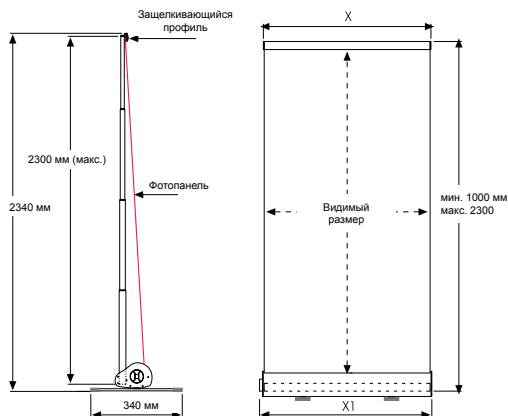 Защелкивающийся
профиль
X
2300 мм (макс.)
2340 мм
Фотопанель
Видимый
размер
мин. 1000 мм
макс. 2300
340 мм
X1